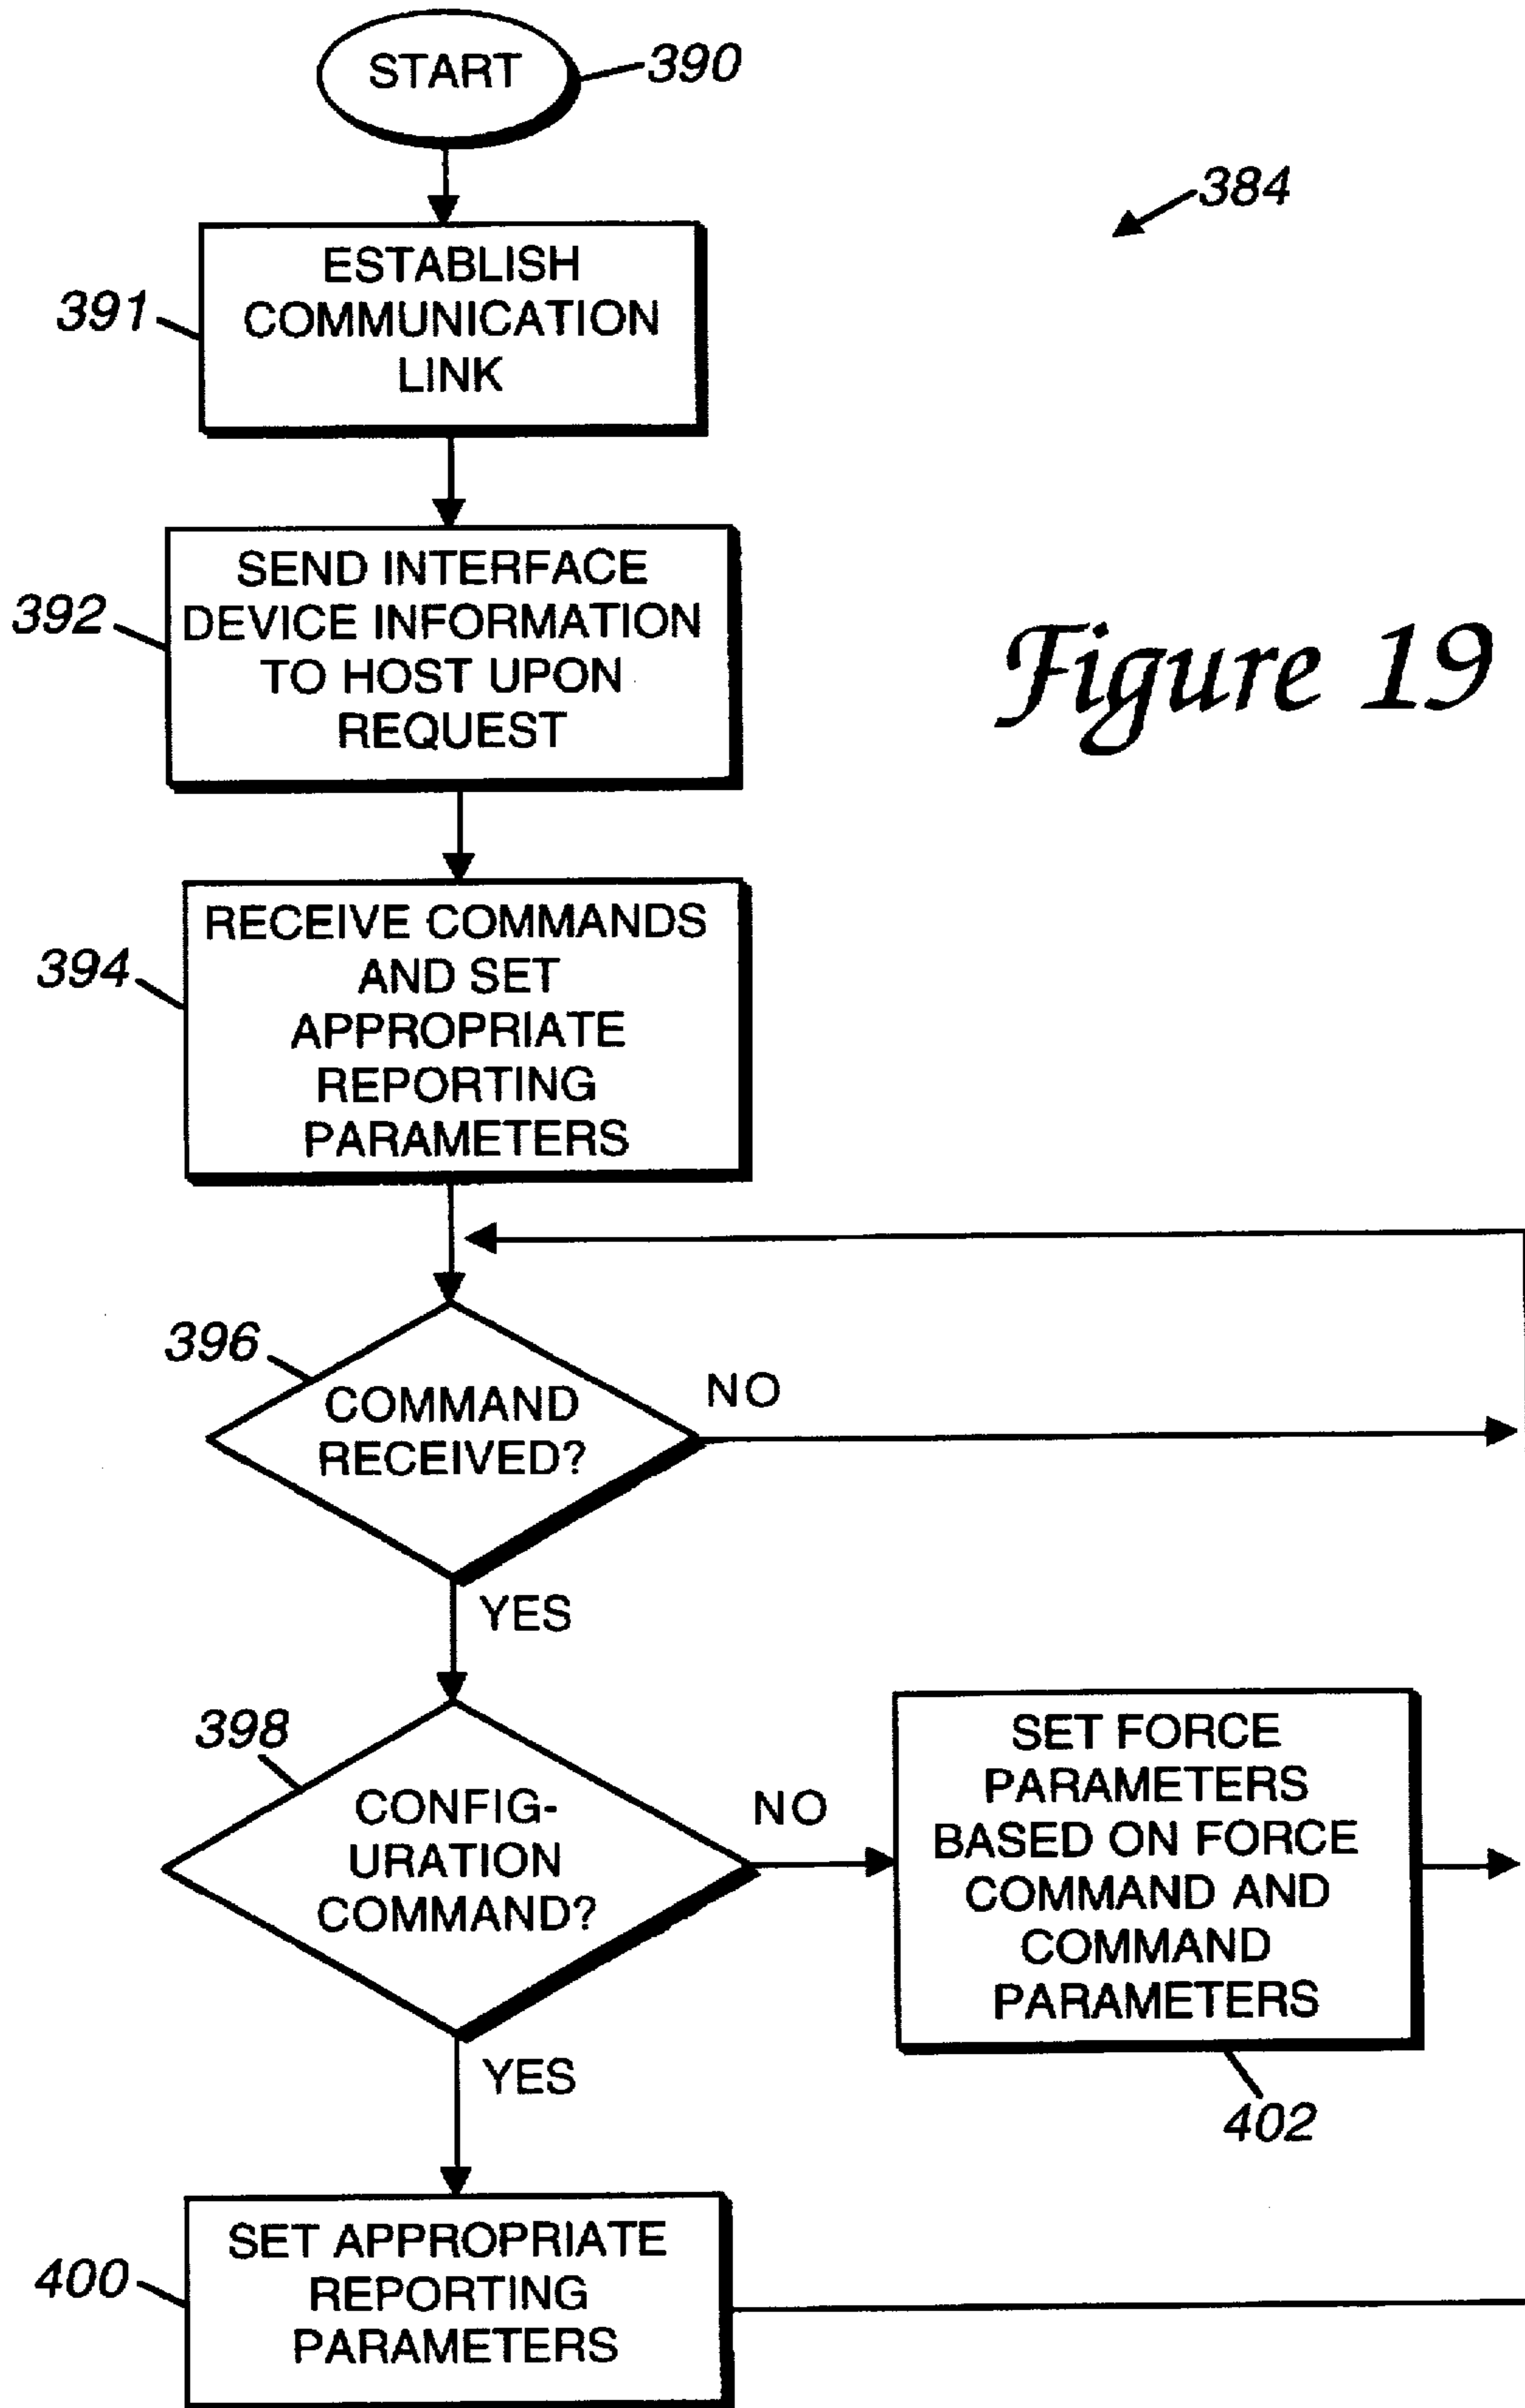 START
390
384
391
ESTABLISH
COMMUNICATION
LINK
392
SEND INTERFACE
DEVICE INFORMATION
TO HOST UPON
REQUEST
Figure 19
394
RECEIVE COMMANDS
AND SET
APPROPRIATE
REPORTING
PARAMETERS
396
COMMAND
RECEIVED?
NO
YES
398
CONFIG-
URATION
COMMAND?
NO
SET FORCE
PARAMETERS
BASED ON FORCE
COMMAND AND
COMMAND
PARAMETERS
402
YES
400
SET APPROPRIATE
REPORTING
PARAMETERS